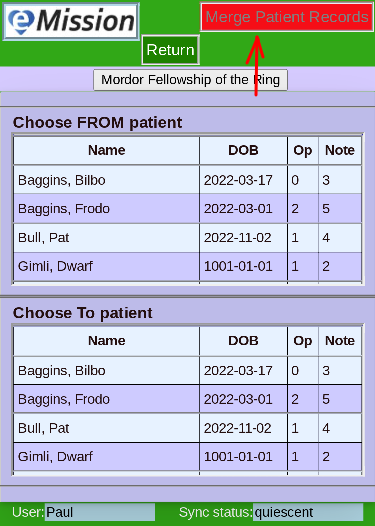 eMission
Merge Patient Records
Return
Mordor Fellowship of the Ring
Choose FROM patient
Name DOB Op Note
Baggins, Bilbo 2022-03-17 0 3
Baggins, Frodo 2022-03-01 2 5
Bull, Pat 2022-11-02 1 4
Gimli, Dwarf 1001-01-01 1 2
Choose To patient
Name DOB Op Note
Baggins, Bilbo 2022-03-17 0 3
Baggins, Frodo 2022-03-01 2 5
Bull, Pat 2022-11-02 1 4
Gimli, Dwarf 1001-01-01 1 2
User: Paul Sync status: quiescent